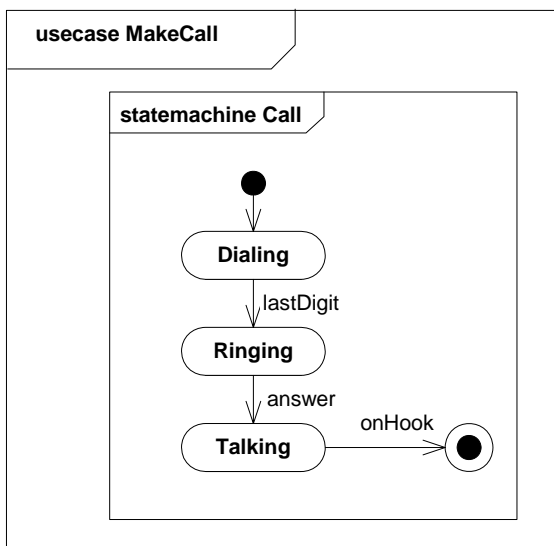 usecase MakeCall
statemachine Call
Dialing
lastDigit
Ringing
answer
onHook
Talking